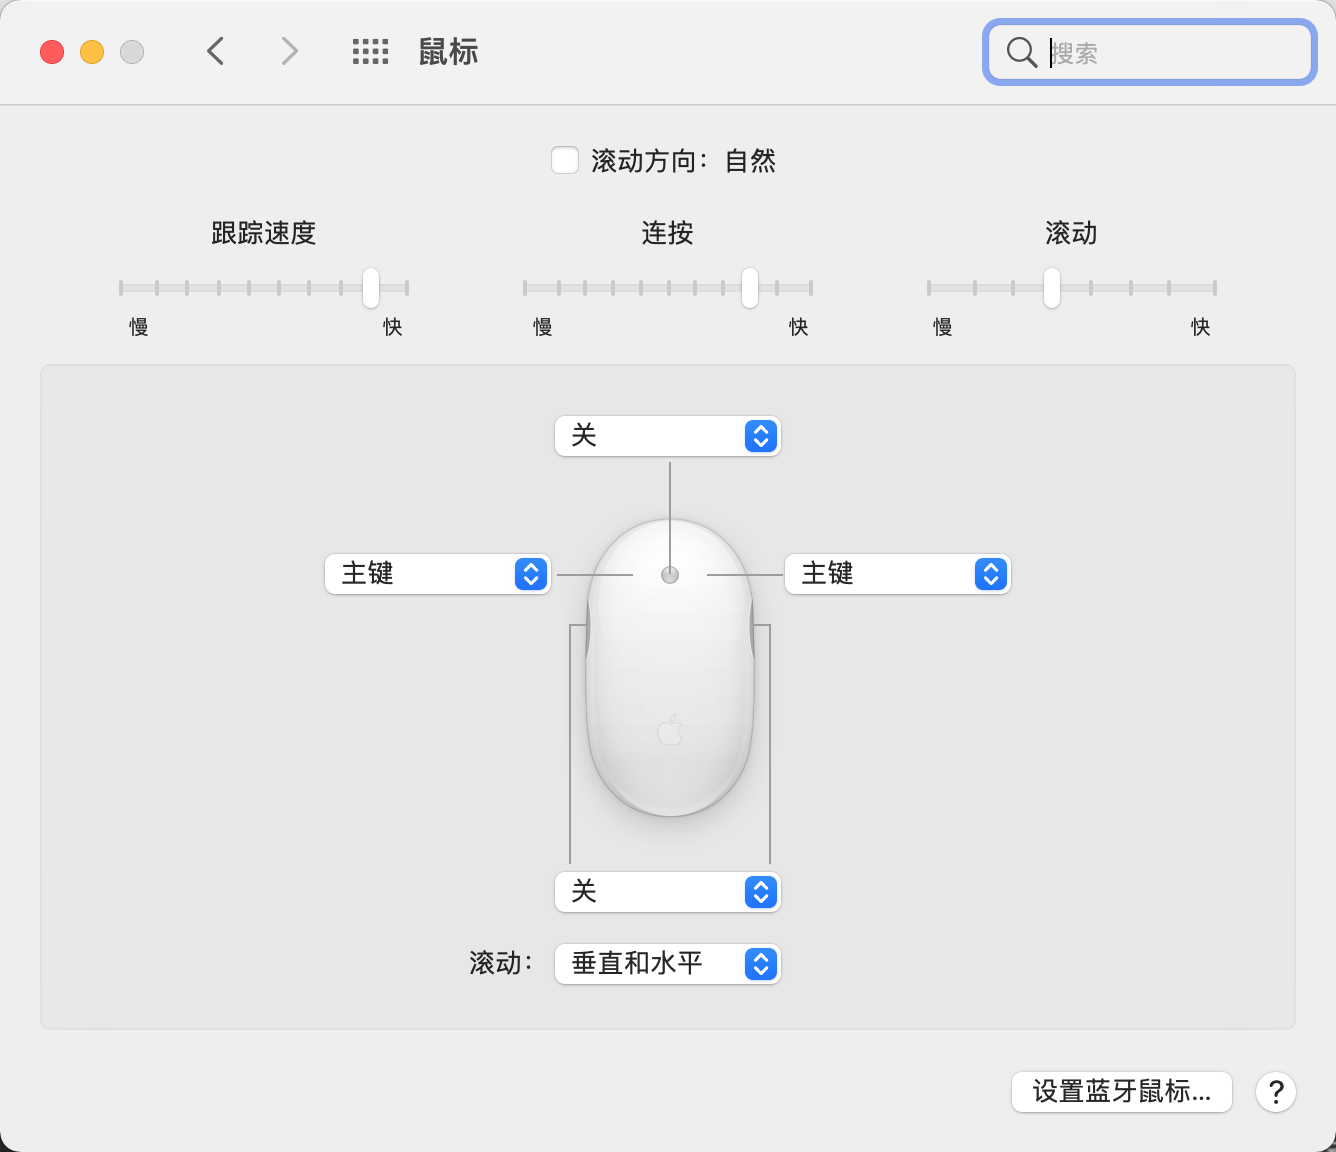 鼠标
搜索
滚动方向：自然
跟踪速度
连按
滚动
慢 快
慢 快
慢 快
关
主键
主键
关
滚动：
垂直和水平
设置蓝牙鼠标...
?